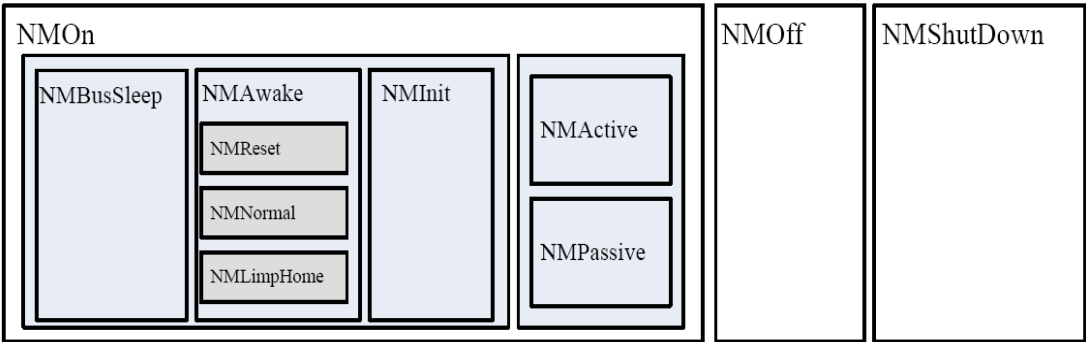 NMOn
NMBusSleep
NMAwake
NMReset
NMNormal
NMLimpHome
NMInit
NMActive
NMPassive
NMOff
NMShutDown